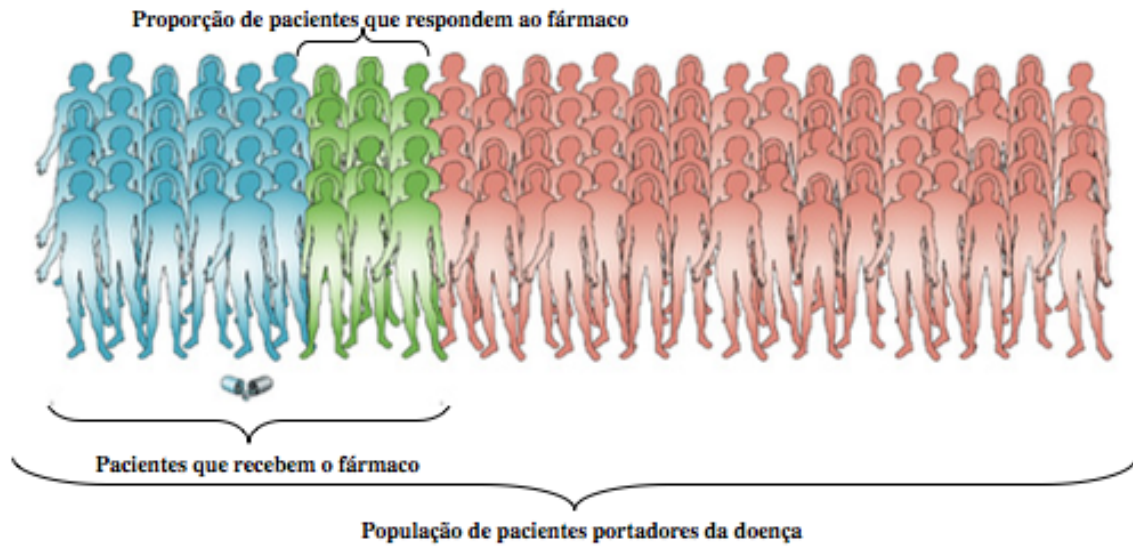 Proporção de pacientes que respondem ao fármaco
Pacientes que recebem o fármaco
População de pacientes portadores da doença